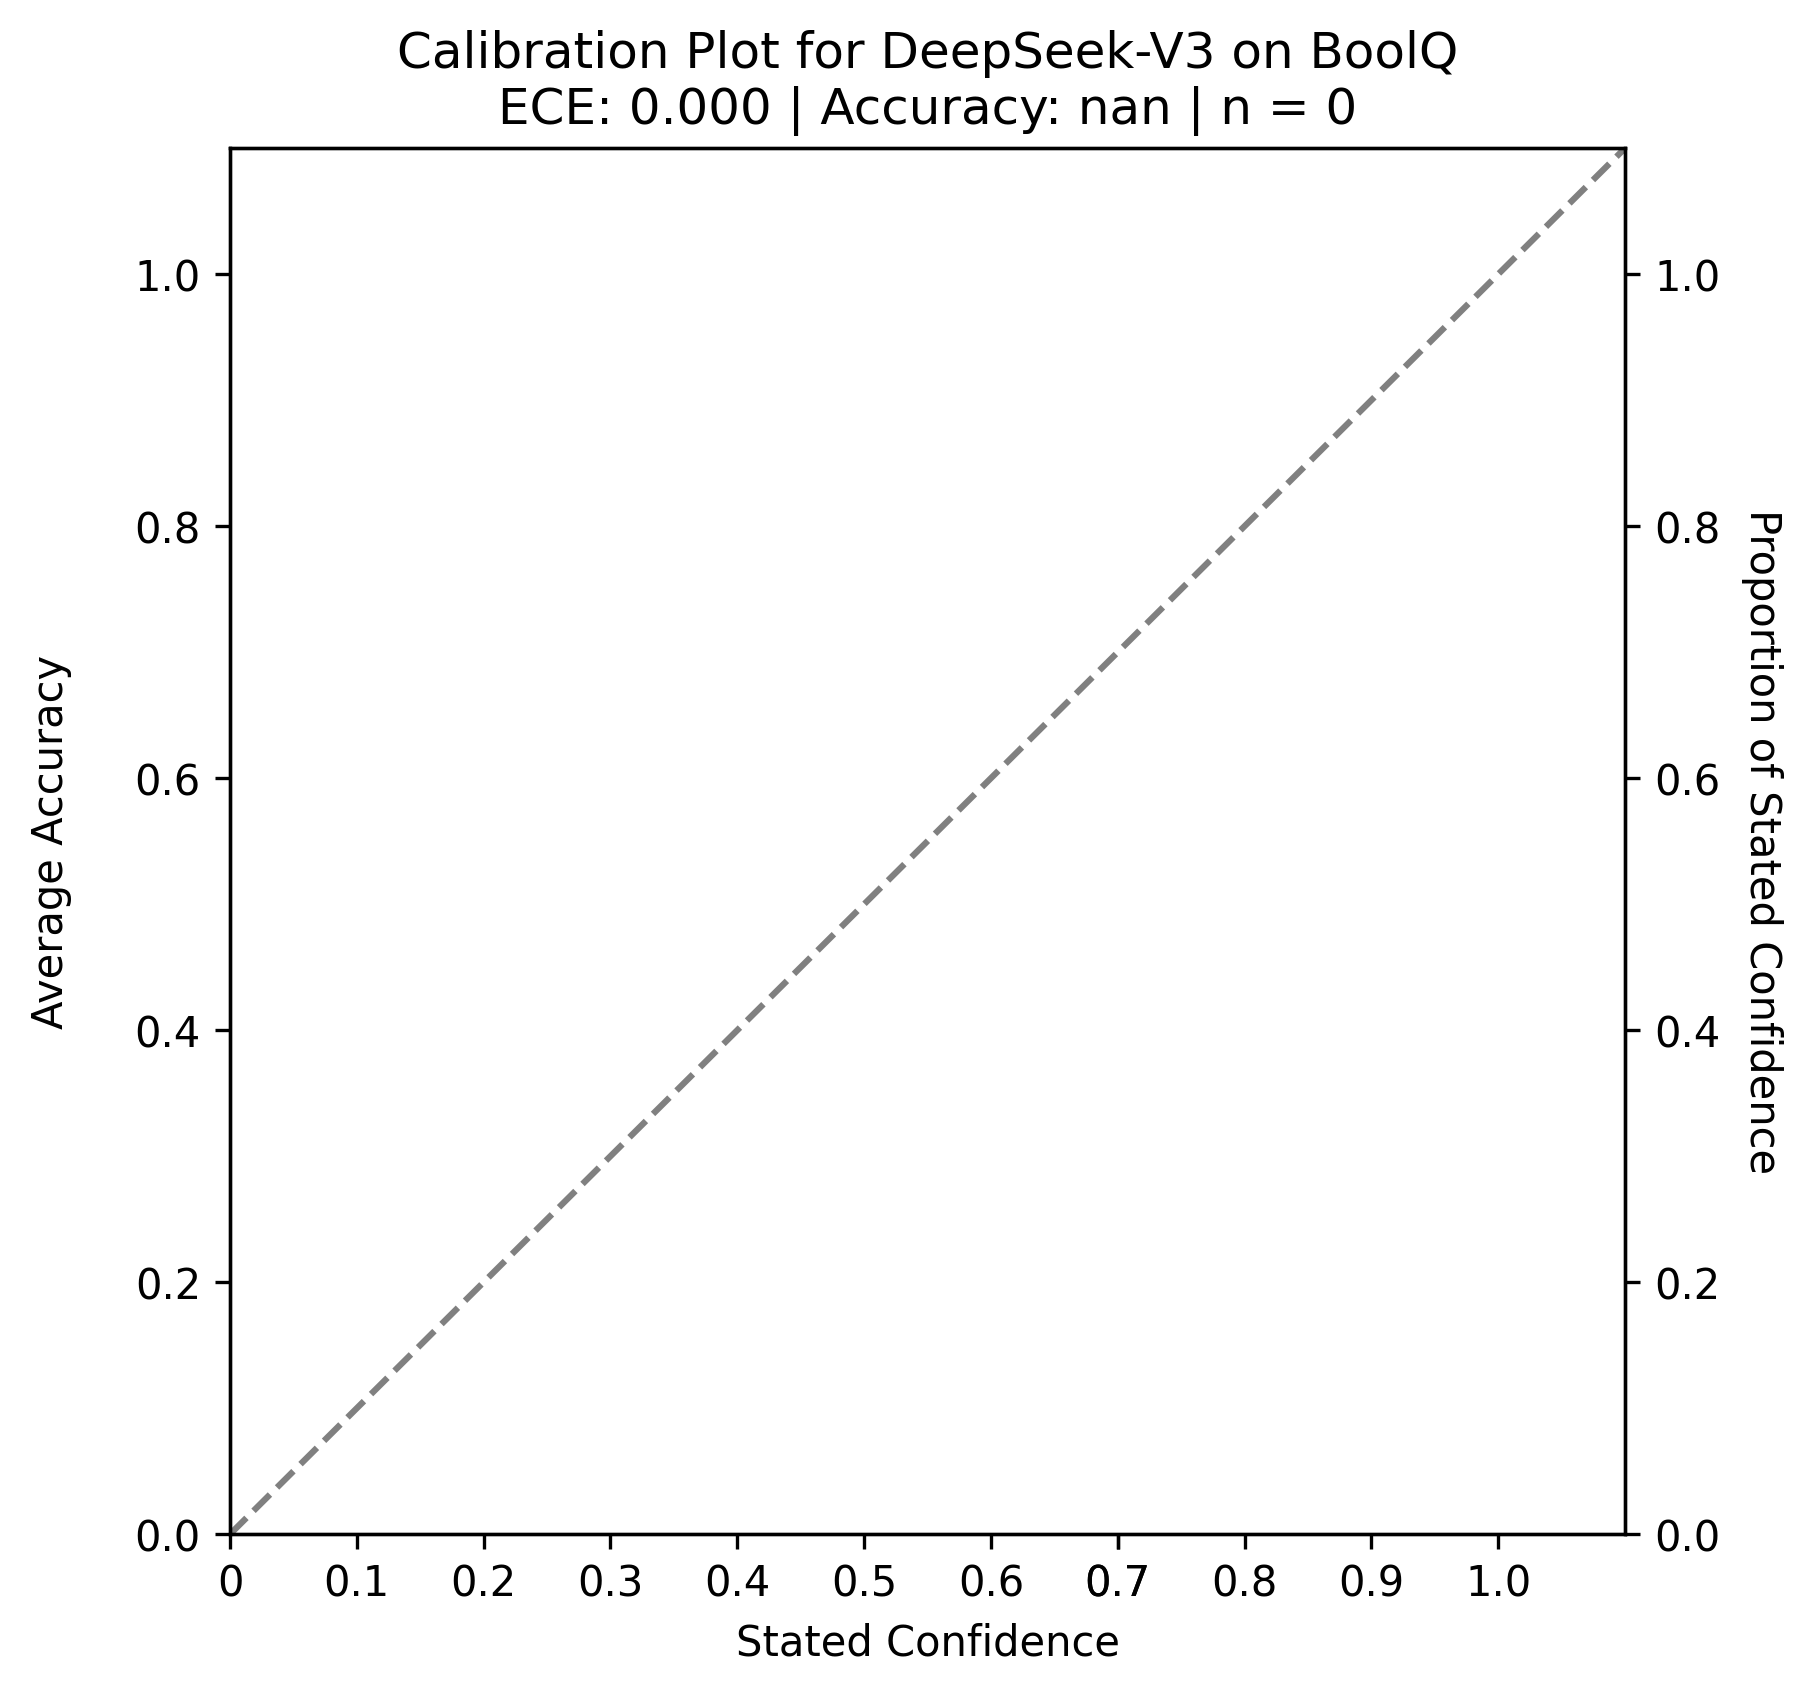 Calibration Plot for DeepSeek-V3 on BoolQ
ECE: 0.000 | Accuracy: nan | n = 0
Average Accuracy
1.0
0.8
0.6
0.4
0.2
0.0
1.0
0.8
0.6
0.4
0.2
0.0
Proportion of Stated Confidence
0 0.1 0.2 0.3 0.4 0.5 0.6 0.7 0.8 0.9 1.0
Stated Confidence